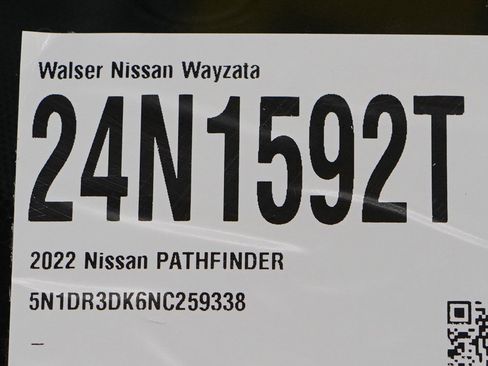 Walser Nissan Wayzata
24N1592T
2022 Nissan PATHFINDER
5N1DR3DK6NC259338
–